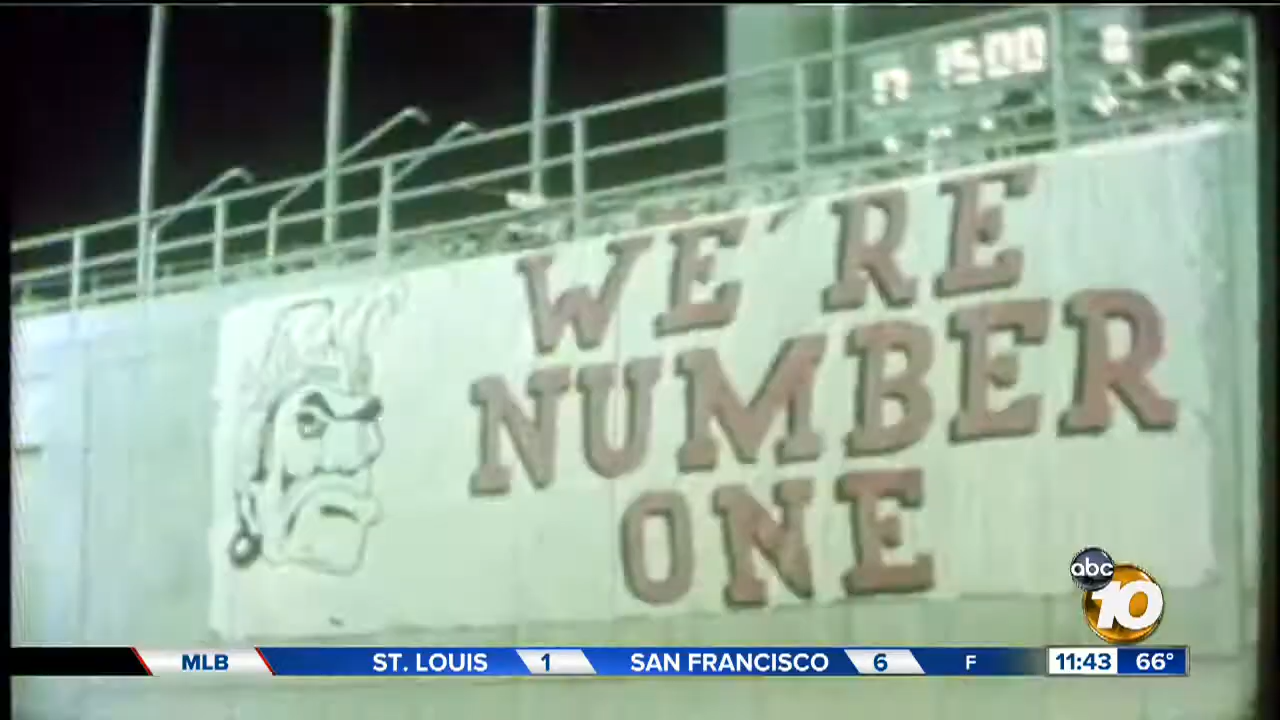 15:00
WE'RE
NUMBER
ONE
abc
10
MLB ST. LOUIS 1 SAN FRANCISCO 6 F 11:43 66°